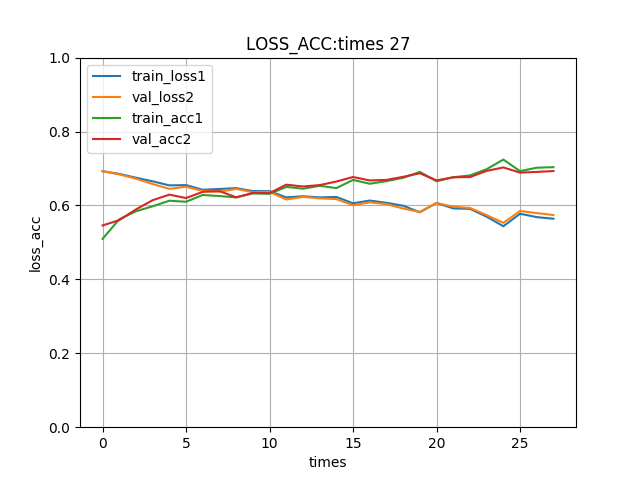 LOSS_ACC:times 27
1.0
0.8
0.6
0.4
0.2
0.0
loss_acc
train_loss1
val_loss2
train_acc1
val_acc2
0 5 10 15 20 25
times